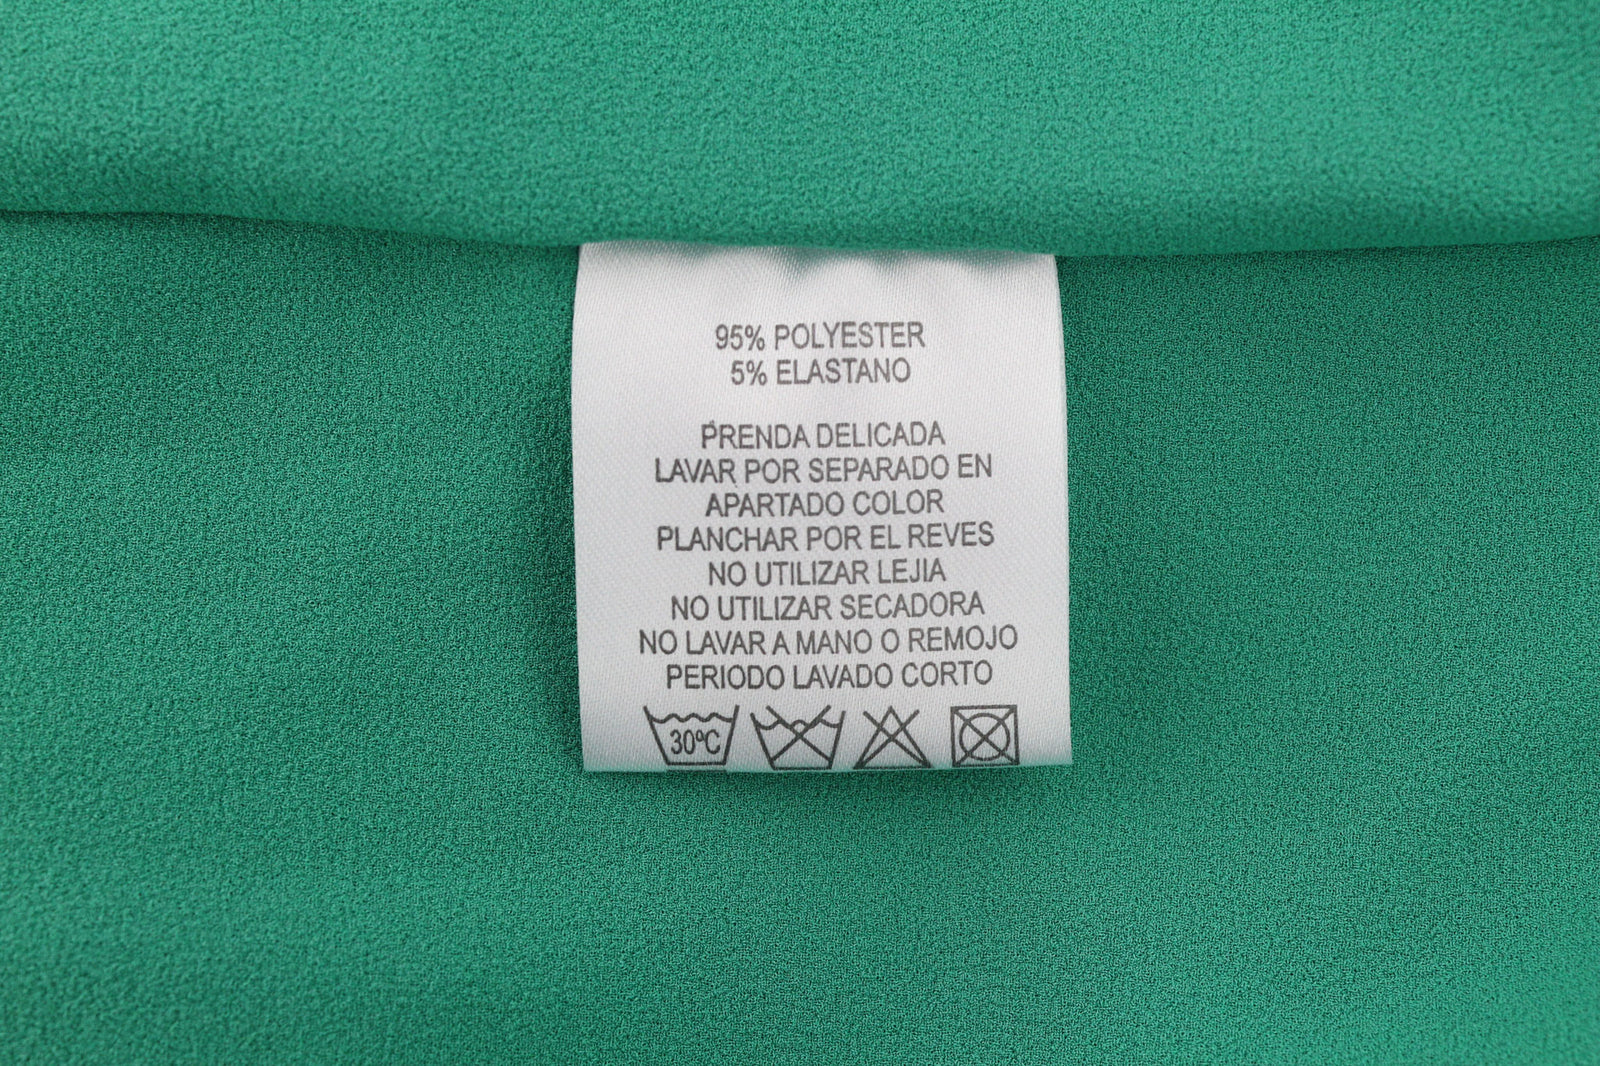 95% POLYESTER
5% ELASTANO
PRENDA DELICADA
LAVAR POR SEPARADO EN
APARTADO COLOR
PLANCHAR POR EL REVES
NO UTILIZAR LEJIA
NO UTILIZAR SECADORA
NO LAVAR A MANO O REMOJO
PERIODO LAVADO CORTO
30ºC